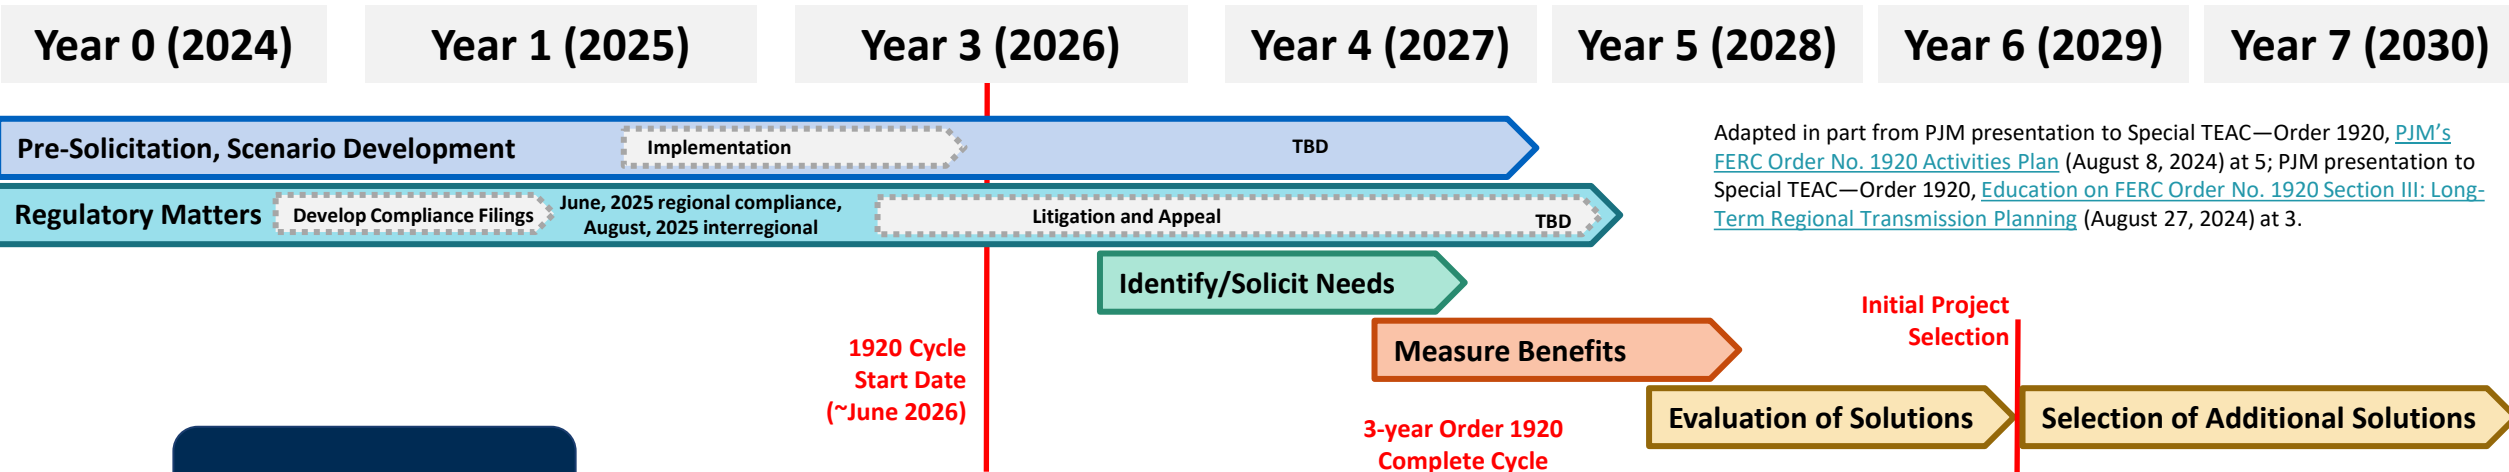 Year 0 (2024)
Year 1 (2025)
Year 3 (2026)
Year 4 (2027)
Year 5 (2028)
Year 6 (2029)
Year 7 (2030)
Pre-Solicitation, Scenario Development
Implementation
TBD
Adapted in part from PJM presentation to Special TEAC—Order 1920, PJM's
FERC Order No. 1920 Activities Plan (August 8, 2024) at 5; PJM presentation to
Special TEAC—Order 1920, Education on FERC Order No. 1920 Section III: Long-
Term Regional Transmission Planning (August 27, 2024) at 3.
Regulatory Matters
Develop Compliance Filings
June, 2025 regional compliance,
August, 2025 interregional
Litigation and Appeal
TBD
Identify/Solicit Needs
Initial Project
Selection
1920 Cycle
Start Date
(~June 2026)
Measure Benefits
Evaluation of Solutions
Selection of Additional Solutions
3-year Order 1920
Complete Cycle